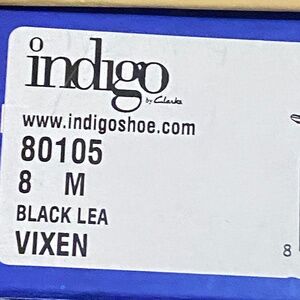 indigo
by Clarks
www.indigoshoe.com
80105
8 M
BLACK LEA
VIXEN
8